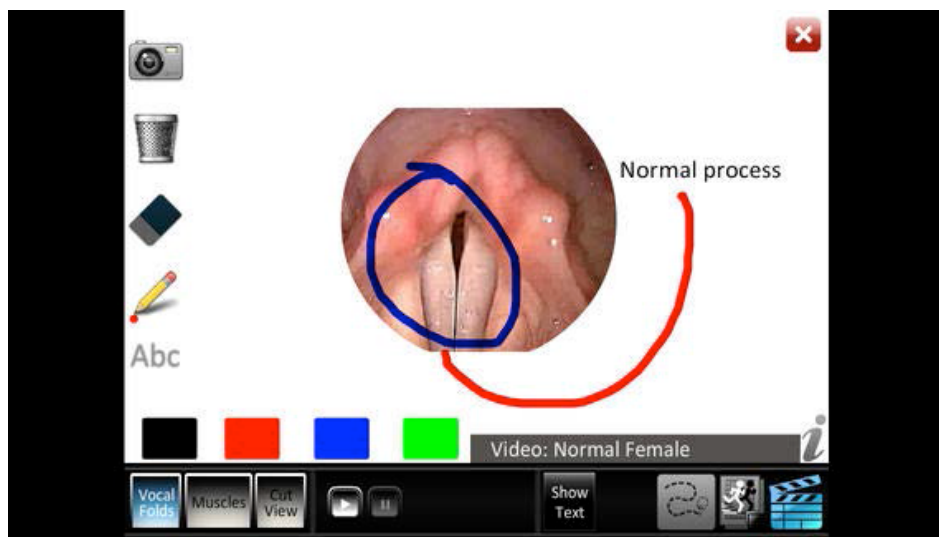 Normal process
Abc
Video: Normal Female
i
Vocal
Folds
Muscles
Cut
View
Show
Text